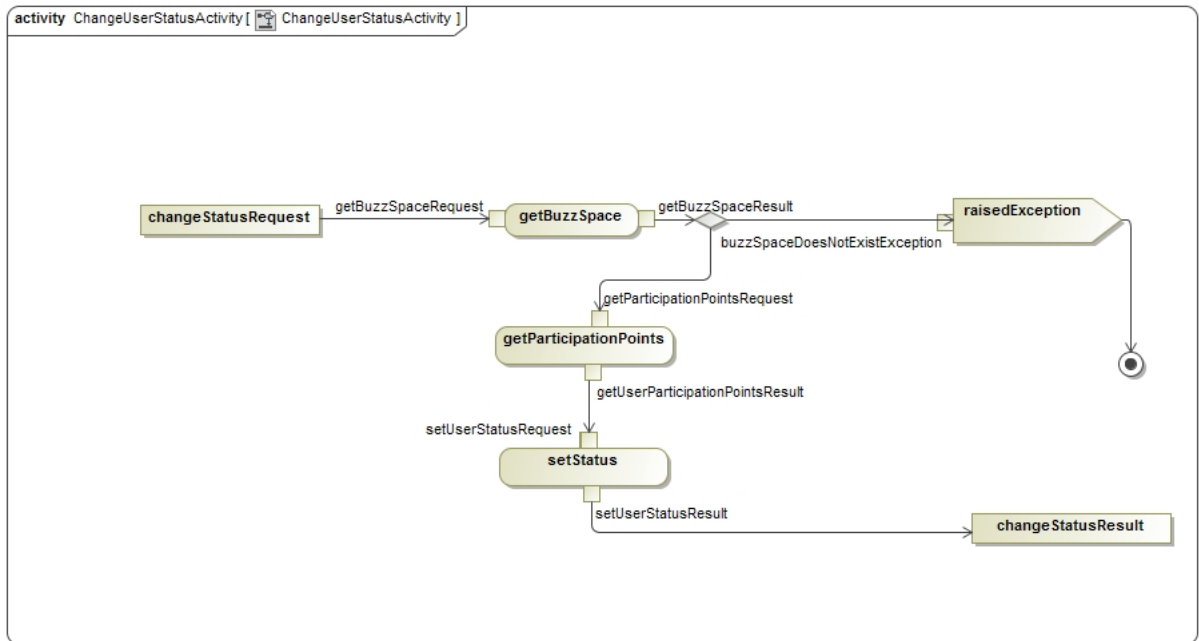 activity ChangeUserStatusActivity [ ChangeUserStatusActivity ]
changeStatusRequest
getBuzzSpaceRequest
getBuzzSpace
getBuzzSpaceResult
buzzSpaceDoesNotExistException
raisedException
getParticipationPointsRequest
getParticipationPoints
getUserParticipationPointsResult
setUserStatusRequest
setStatus
setUserStatusResult
changeStatusResult